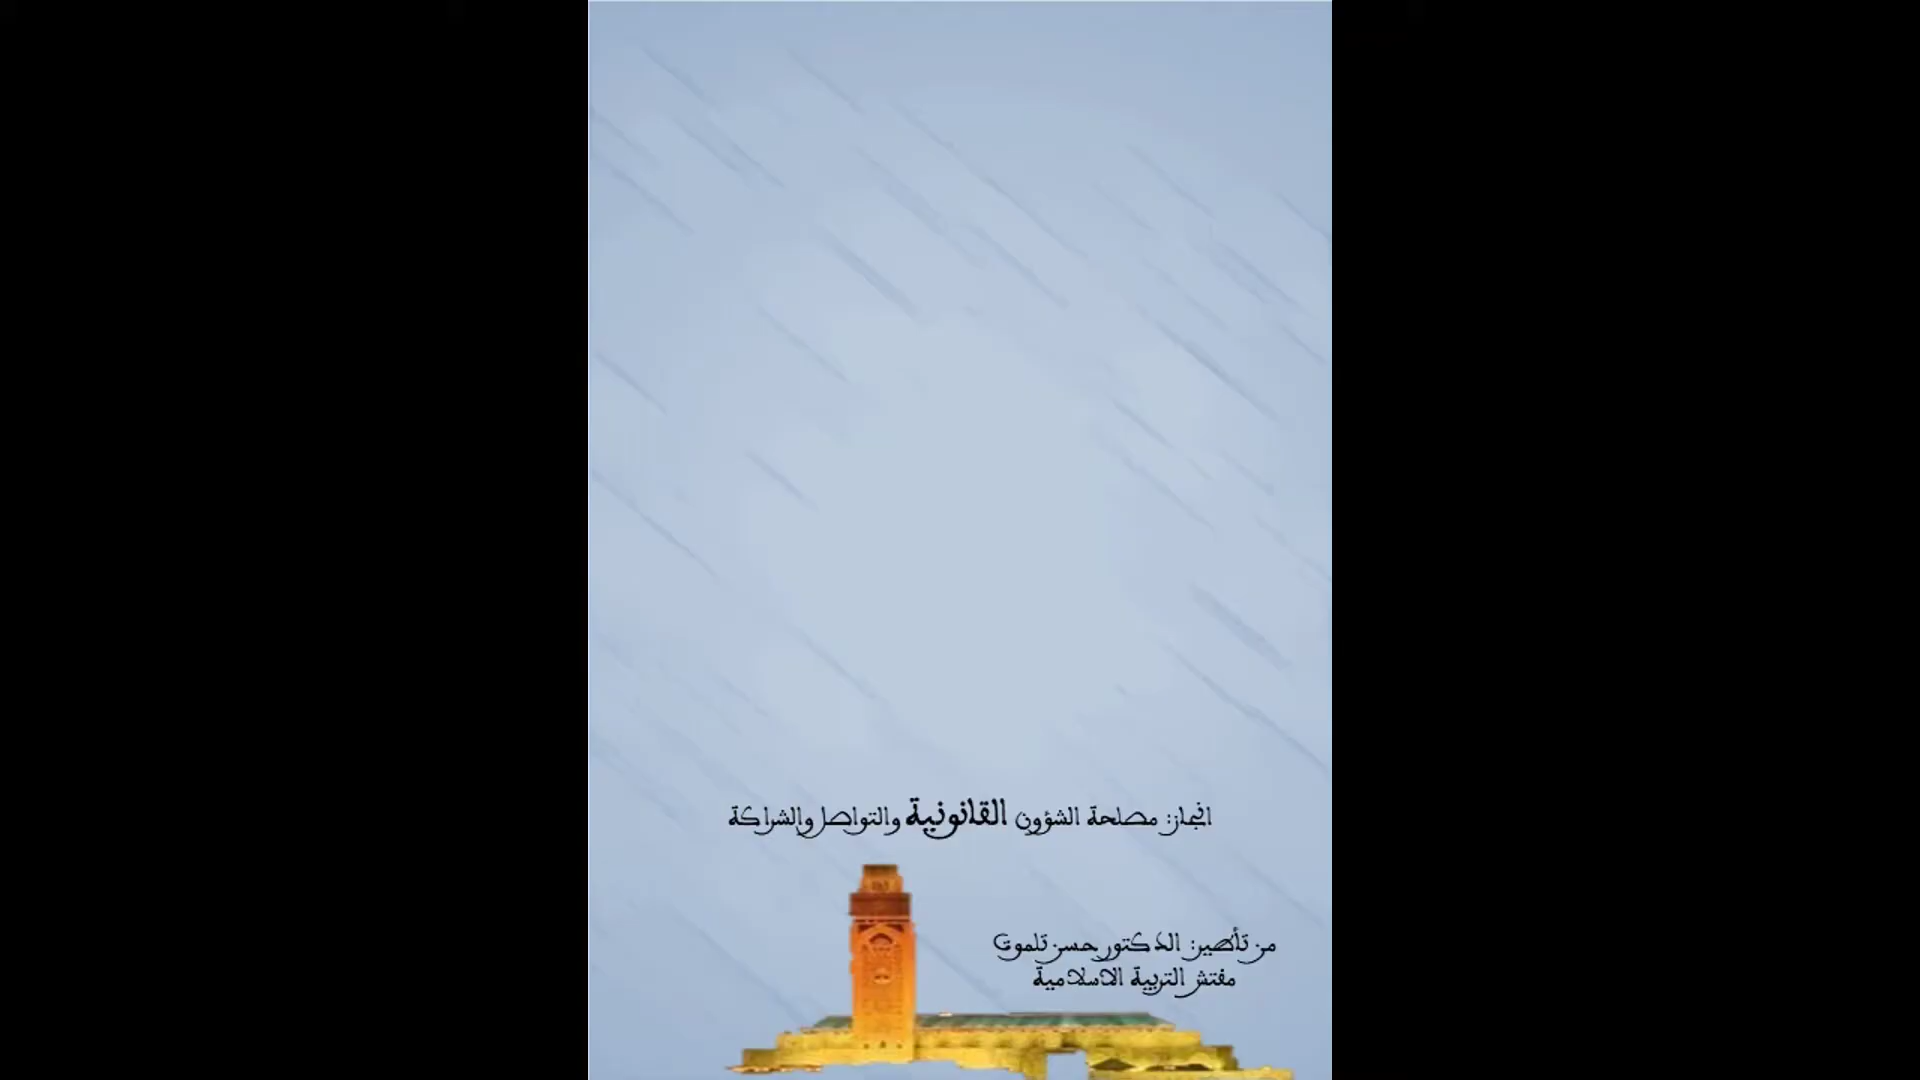 انجاز: مصلحة الشؤون القانونية والتواصل والشراكة
من تأطير: الدكتور حسن تلموت
مفتش التربية الاسلامية